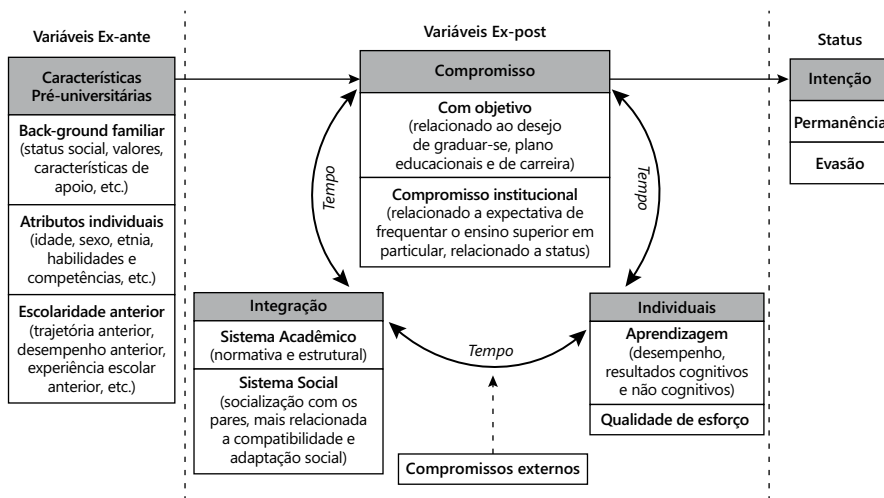 Variáveis Ex-ante
Características
Pré-universitárias
Back-ground familiar
(status social, valores,
características de
apoio, etc.)
Atributos individuais
(idade, sexo, etnia,
habilidades e
competências, etc.)
Escolaridade anterior
(trajetória anterior,
desempenho anterior,
experiência escolar
anterior, etc.)
Variáveis Ex-post
Compromisso
Com objetivo
(relacionado ao desejo
de graduar-se, plano
educacionais e de carreira)
Compromisso institucional
(relacionado a expectativa de
frequentar o ensino superior em
particular, relacionado a status)
Tempo
Tempo
Integração
Sistema Acadêmico
(normativa e estrutural)
Sistema Social
(socialização com os
pares, mais relacionada
a compatibilidade e
adaptação social)
Tempo
Compromissos externos
Individuais
Aprendizagem
(desempenho,
resultados cognitivos
e não cognitivos)
Qualidade de esforço
Status
Intenção
Permanência
Evasão